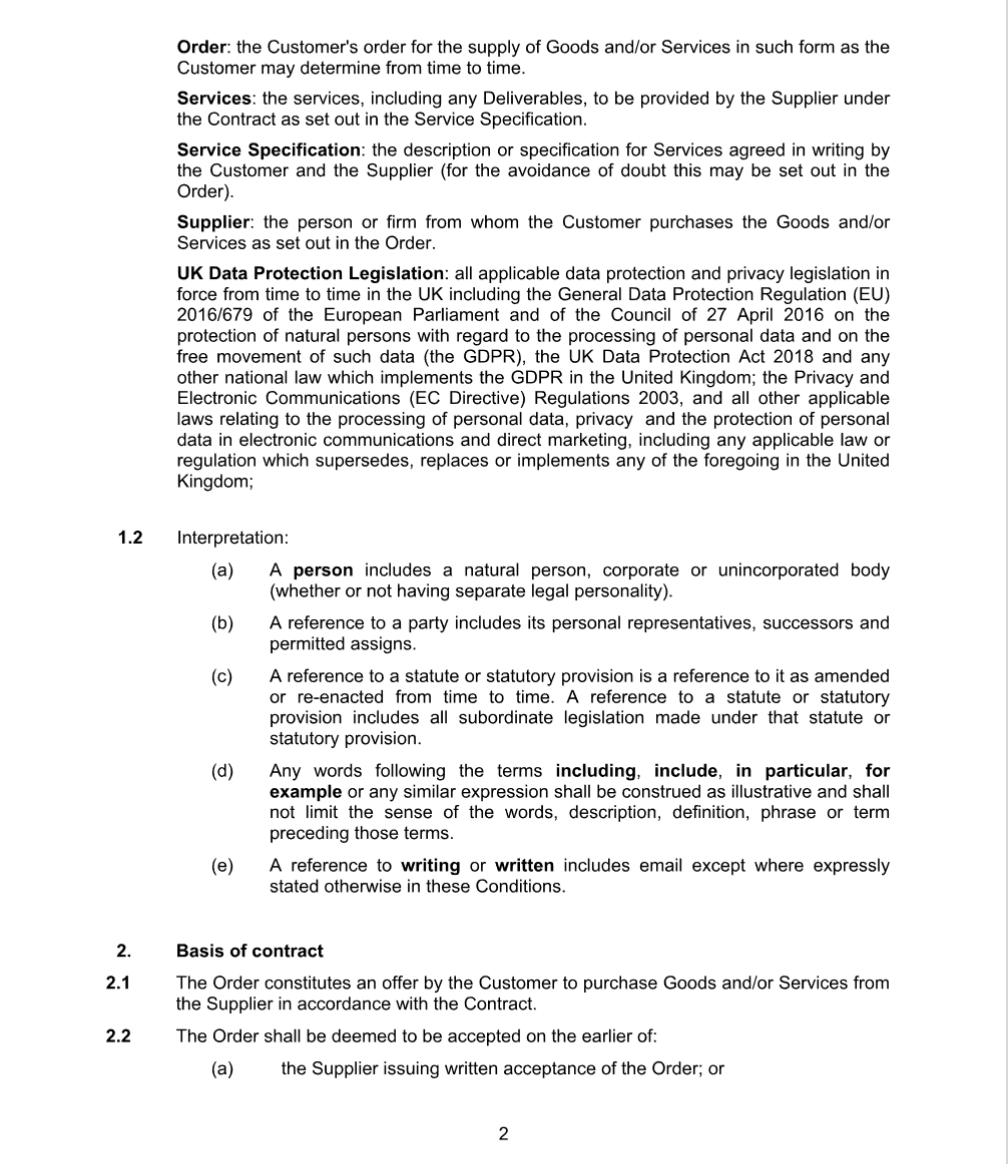 Order: the Customer's order for the supply of Goods and/or Services in such form as the
Customer may determine from time to time.
Services: the services, including any Deliverables, to be provided by the Supplier under
the Contract as set out in the Service Specification.
Service Specification: the description or specification for Services agreed in writing by
the Customer and the Supplier (for the avoidance of doubt this may be set out in the
Order).
Supplier: the person or firm from whom the Customer purchases the Goods and/or
Services as set out in the Order.
UK Data Protection Legislation: all applicable data protection and privacy legislation in
force from time to time in the UK including the General Data Protection Regulation (EU)
2016/679 of the European Parliament and of the Council of 27 April 2016 on the
protection of natural persons with regard to the processing of personal data and on the
free movement of such data (the GDPR), the UK Data Protection Act 2018 and any
other national law which implements the GDPR in the United Kingdom; the Privacy and
Electronic Communications (EC Directive) Regulations 2003, and all other applicable
laws relating to the processing of personal data, privacy  and the protection of personal
data in electronic communications and direct marketing, including any applicable law or
regulation which supersedes, replaces or implements any of the foregoing in the United
Kingdom;
1.2 Interpretation:
(a) A person includes a natural person, corporate or unincorporated body
(whether or not having separate legal personality).
(b) A reference to a party includes its personal representatives, successors and
permitted assigns.
(c) A reference to a statute or statutory provision is a reference to it as amended
or re-enacted from time to time. A reference to a statute or statutory
provision includes all subordinate legislation made under that statute or
statutory provision.
(d) Any words following the terms including, include, in particular, for
example or any similar expression shall be construed as illustrative and shall
not limit the sense of the words, description, definition, phrase or term
preceding those terms.
(e) A reference to writing or written includes email except where expressly
stated otherwise in these Conditions.
2. Basis of contract
2.1 The Order constitutes an offer by the Customer to purchase Goods and/or Services from
the Supplier in accordance with the Contract.
2.2 The Order shall be deemed to be accepted on the earlier of:
(a) the Supplier issuing written acceptance of the Order; or
2